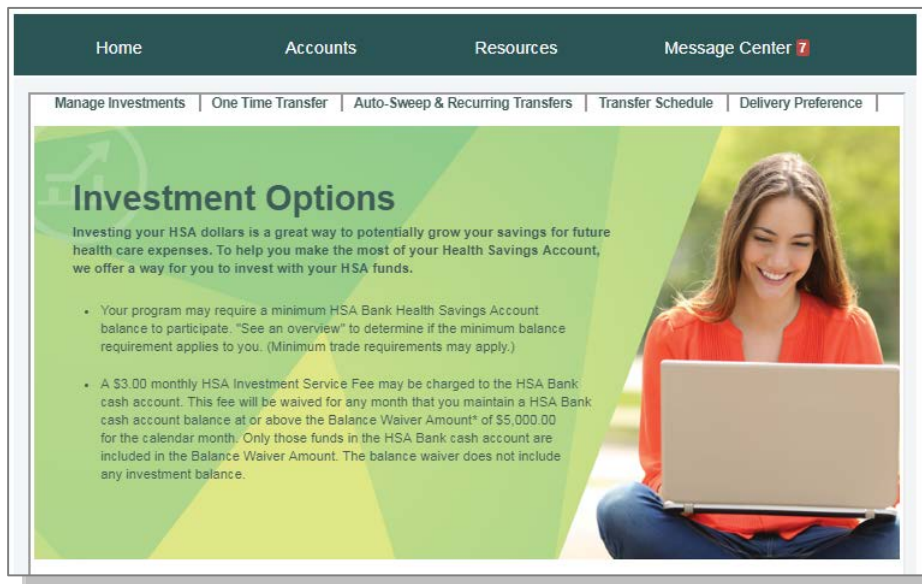 Home Accounts Resources Message Center 7
Manage Investments | One Time Transfer | Auto-Sweep & Recurring Transfers | Transfer Schedule | Delivery Preference |
Investment Options
Investing your HSA dollars is a great way to potentially grow your savings for future
health care expenses. To help you make the most of your Health Savings Account,
we offer a way for you to invest with your HSA funds.
• Your program may require a minimum HSA Bank Health Savings Account
balance to participate. "See an overview" to determine if the minimum balance
requirement applies to you. (Minimum trade requirements may apply.)
• A $3.00 monthly HSA Investment Service Fee may be charged to the HSA Bank
cash account. This fee will be waived for any month that you maintain a HSA Bank
cash account balance at or above the Balance Waiver Amount* of $5,000.00
for the calendar month. Only those funds in the HSA Bank cash account are
included in the Balance Waiver Amount. The balance waiver does not include
any investment balance.